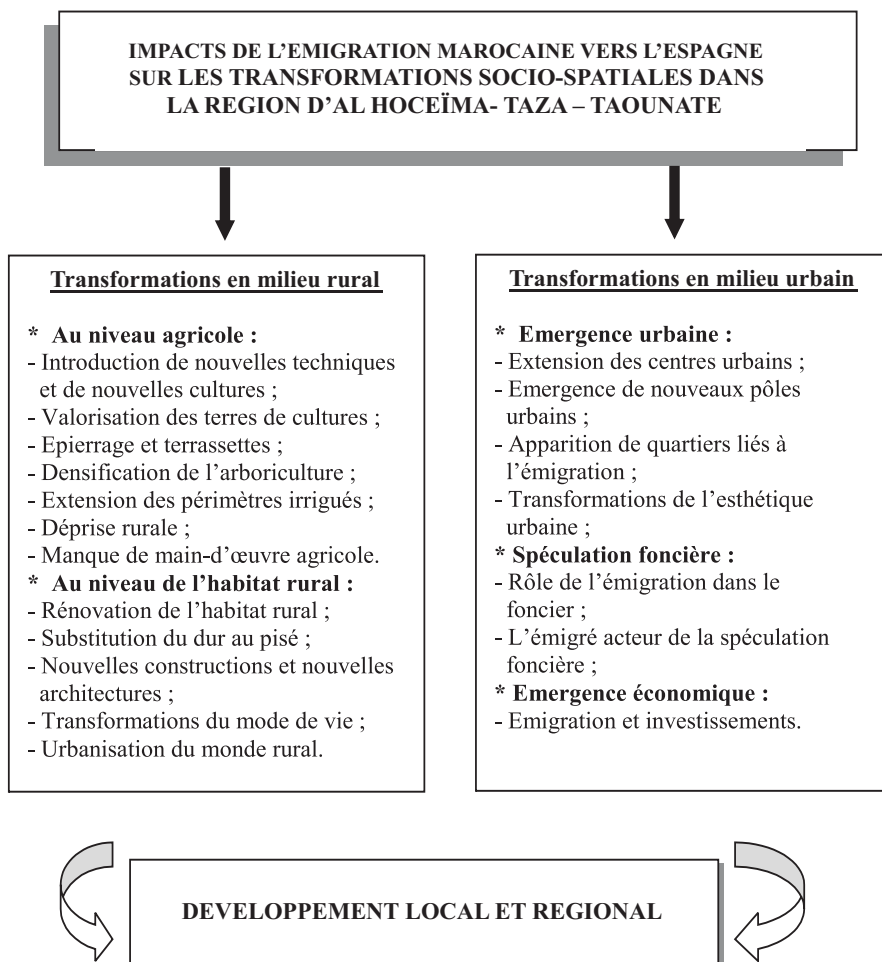 IMPACTS DE L’EMIGRATION MAROCAINE VERS L’ESPAGNE
SUR LES TRANSFORMATIONS SOCIO-SPATIALES DANS
LA REGION D’AL HOCEÏMA- TAZA – TAOUNATE
Transformations en milieu rural
* Au niveau agricole :
- Introduction de nouvelles techniques
et de nouvelles cultures ;
- Valorisation des terres de cultures ;
- Epierrage et terrassettes ;
- Densification de l’arboriculture ;
- Extension des périmètres irrigués ;
- Déprise rurale ;
- Manque de main-d’œuvre agricole.
* Au niveau de l’habitat rural :
- Rénovation de l’habitat rural ;
- Substitution du dur au pisé ;
- Nouvelles constructions et nouvelles
architectures ;
- Transformations du mode de vie ;
- Urbanisation du monde rural.
Transformations en milieu urbain
* Emergence urbaine :
- Extension des centres urbains ;
- Emergence de nouveaux pôles
urbains ;
- Apparition de quartiers liés à
l’émigration ;
- Transformations de l’esthétique
urbaine ;
* Spéculation foncière :
- Rôle de l’émigration dans le
foncier ;
- L’émigré acteur de la spéculation
foncière ;
* Emergence économique :
- Emigration et investissements.
DEVELOPPEMENT LOCAL ET REGIONAL